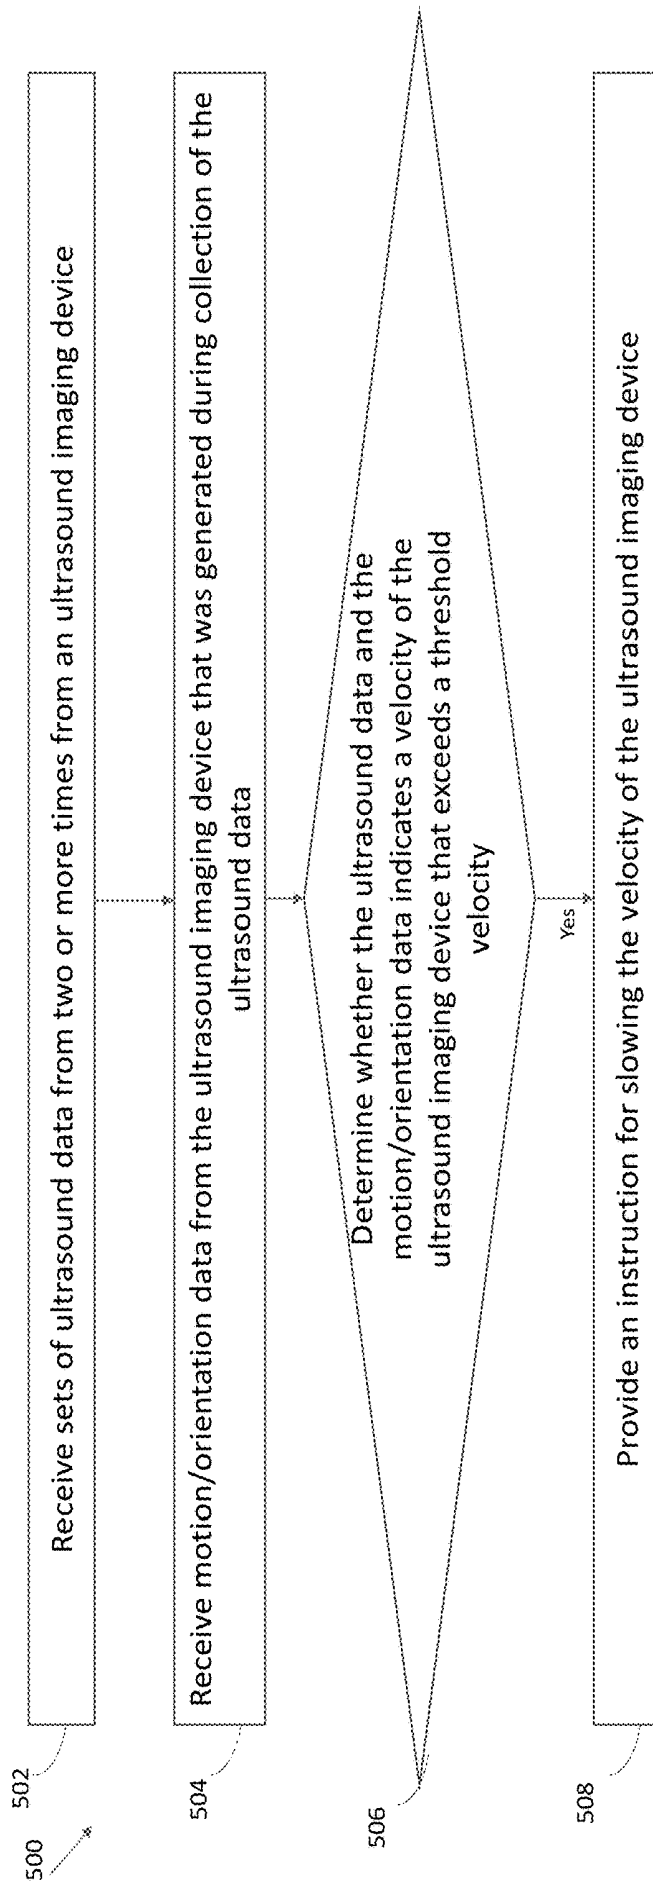 500
502
Receive sets of ultrasound data from two or more times from an ultrasound imaging device
504
Receive motion/orientation data from the ultrasound imaging device that was generated during collection of the
ultrasound data
506
Determine whether the ultrasound data and the
motion/orientation data indicates a velocity of the
ultrasound imaging device that exceeds a threshold
velocity
Yes
508
Provide an instruction for slowing the velocity of the ultrasound imaging device